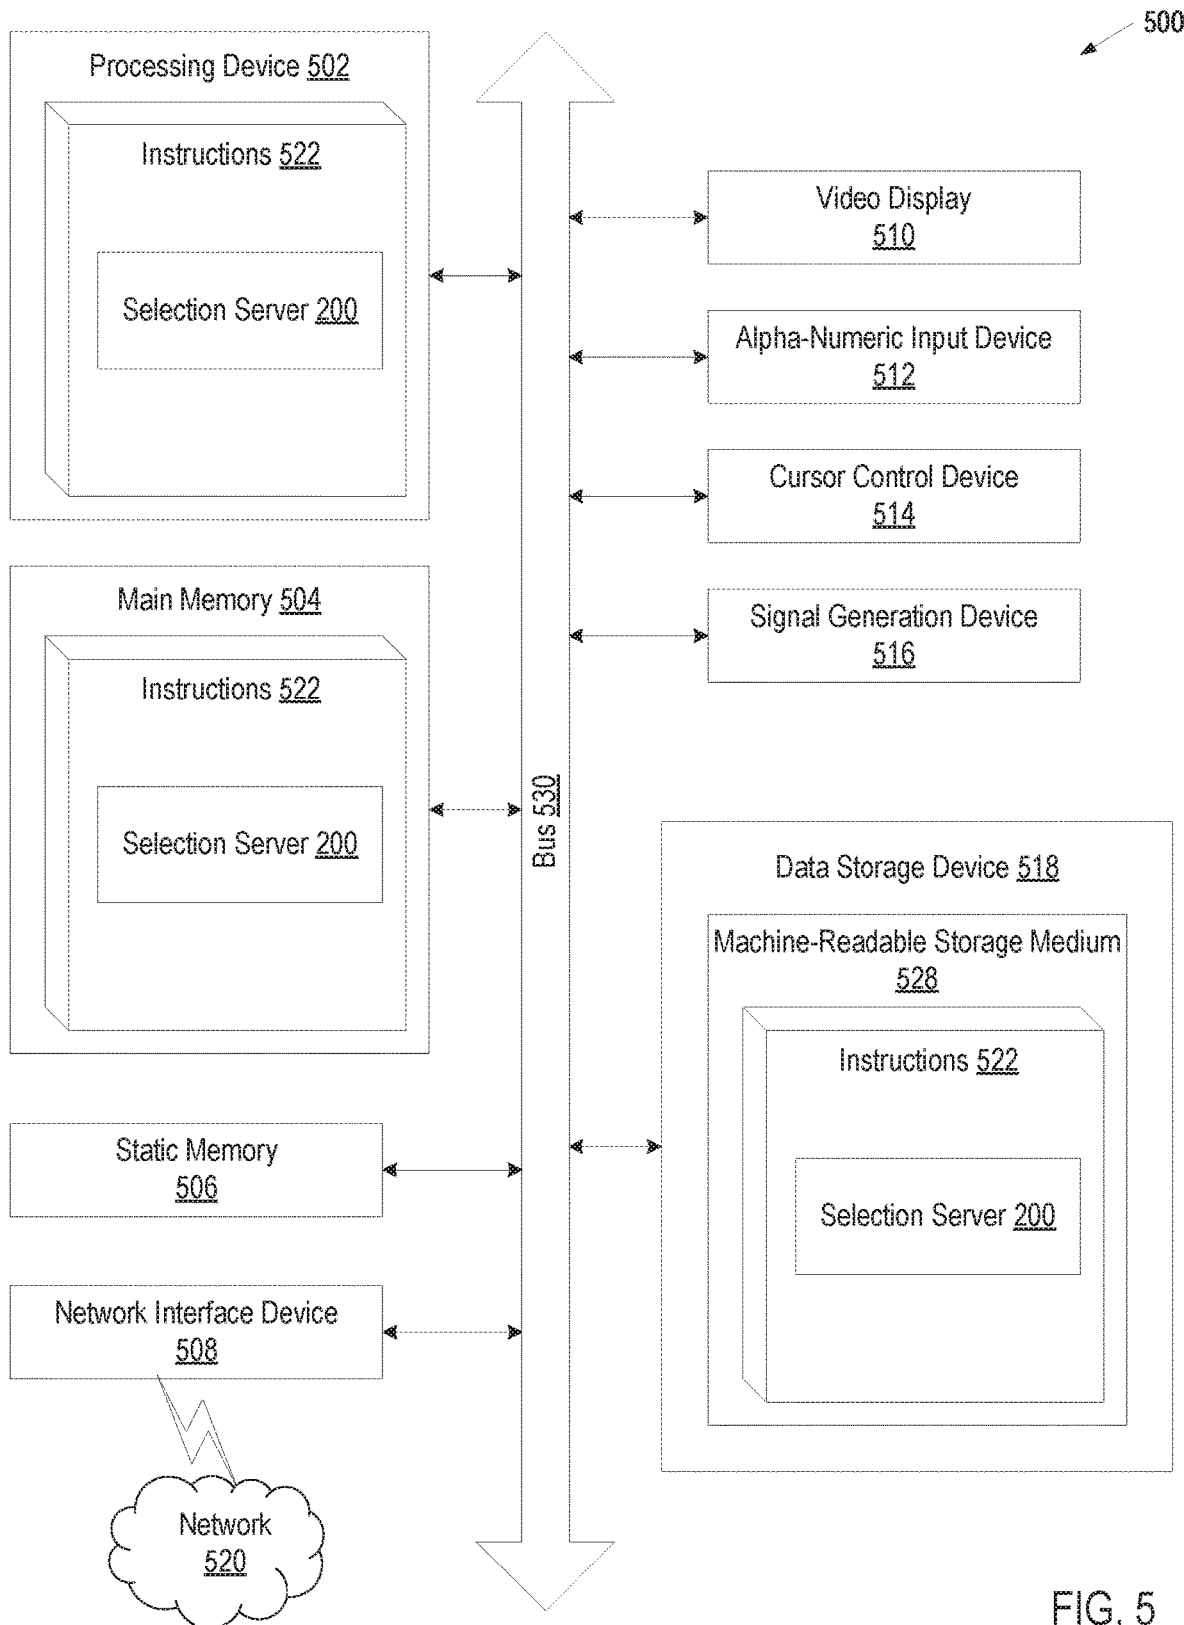 500
Processing Device 502
Instructions 522
Selection Server 200
Main Memory 504
Instructions 522
Selection Server 200
Static Memory
506
Network Interface Device
508
Network
520
Bus 530
Video Display
510
Alpha-Numeric Input Device
512
Cursor Control Device
514
Signal Generation Device
516
Data Storage Device 518
Machine-Readable Storage Medium
528
Instructions 522
Selection Server 200
FIG. 5